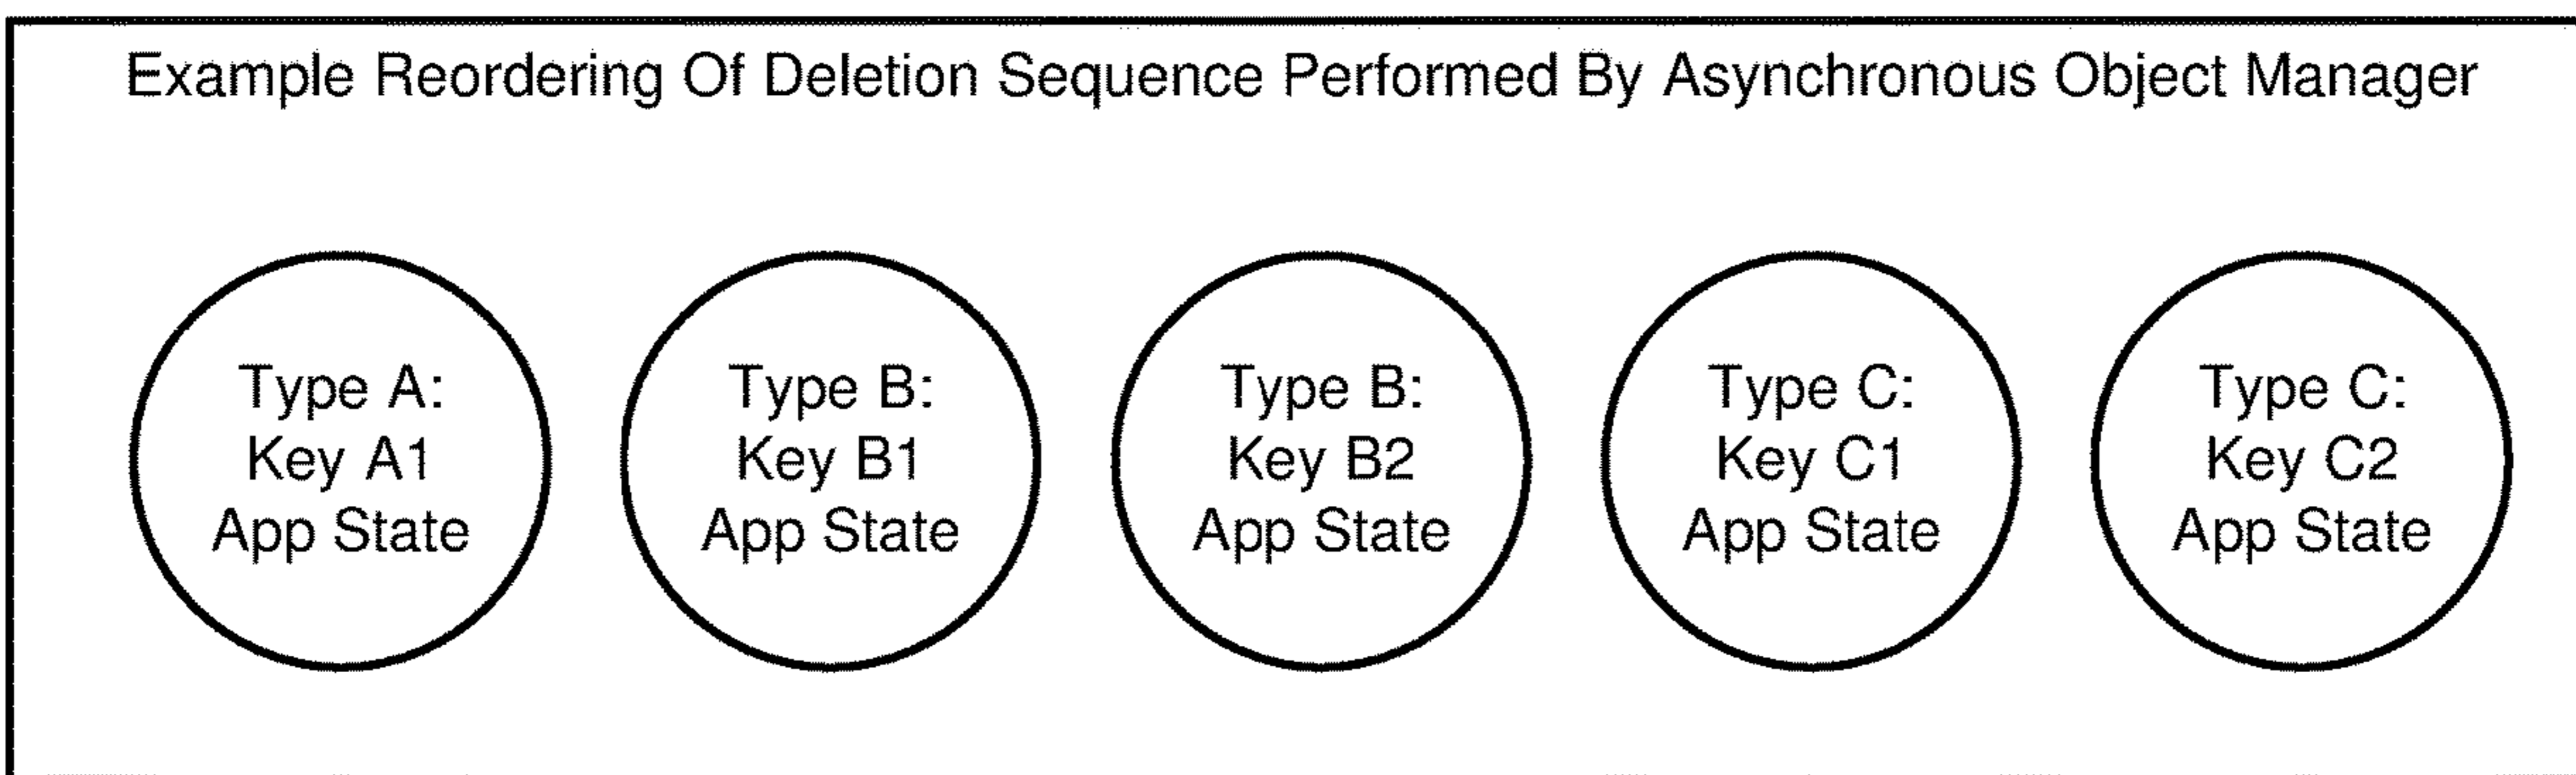 Example Reordering Of Deletion Sequence Performed By Asynchronous Object Manager
Type A:
Key A1
App State
Type B:
Key B1
App State
Type B:
Key B2
App State
Type C:
Key C1
App State
Type C:
Key C2
App State